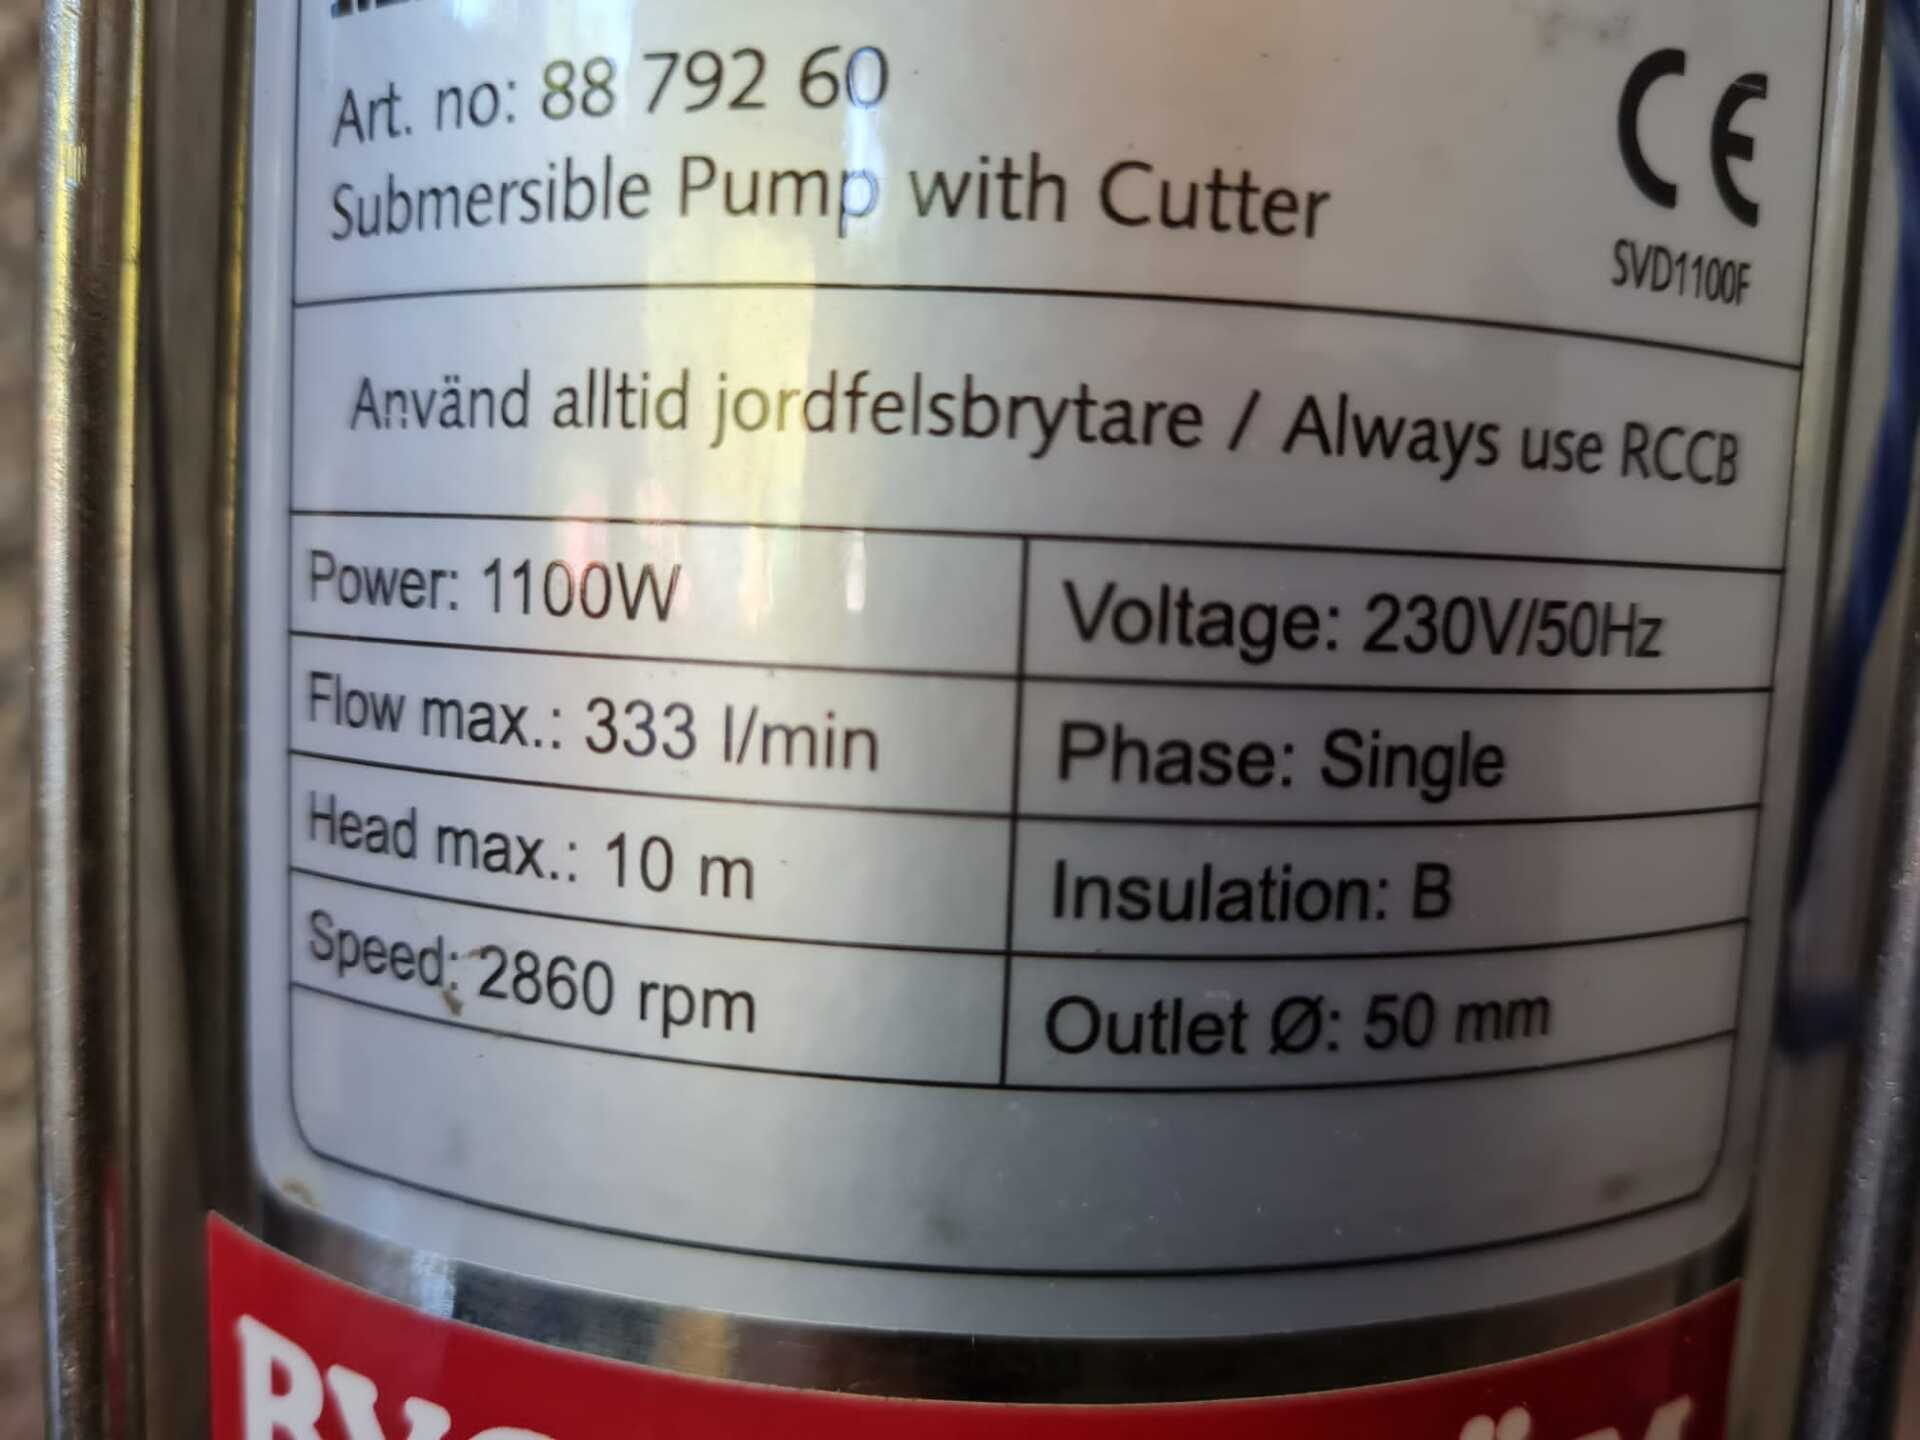 Art. no: 88 792 60
Submersible Pump with Cutter
CE
SVD1100F
Använd alltid jordfelsbrytare / Always use RCCB
Power: 1100W
Voltage: 230V/50Hz
Flow max.: 333 l/min
Phase: Single
Head max.: 10 m
Insulation: B
Speed: 2860 rpm
Outlet Ø: 50 mm